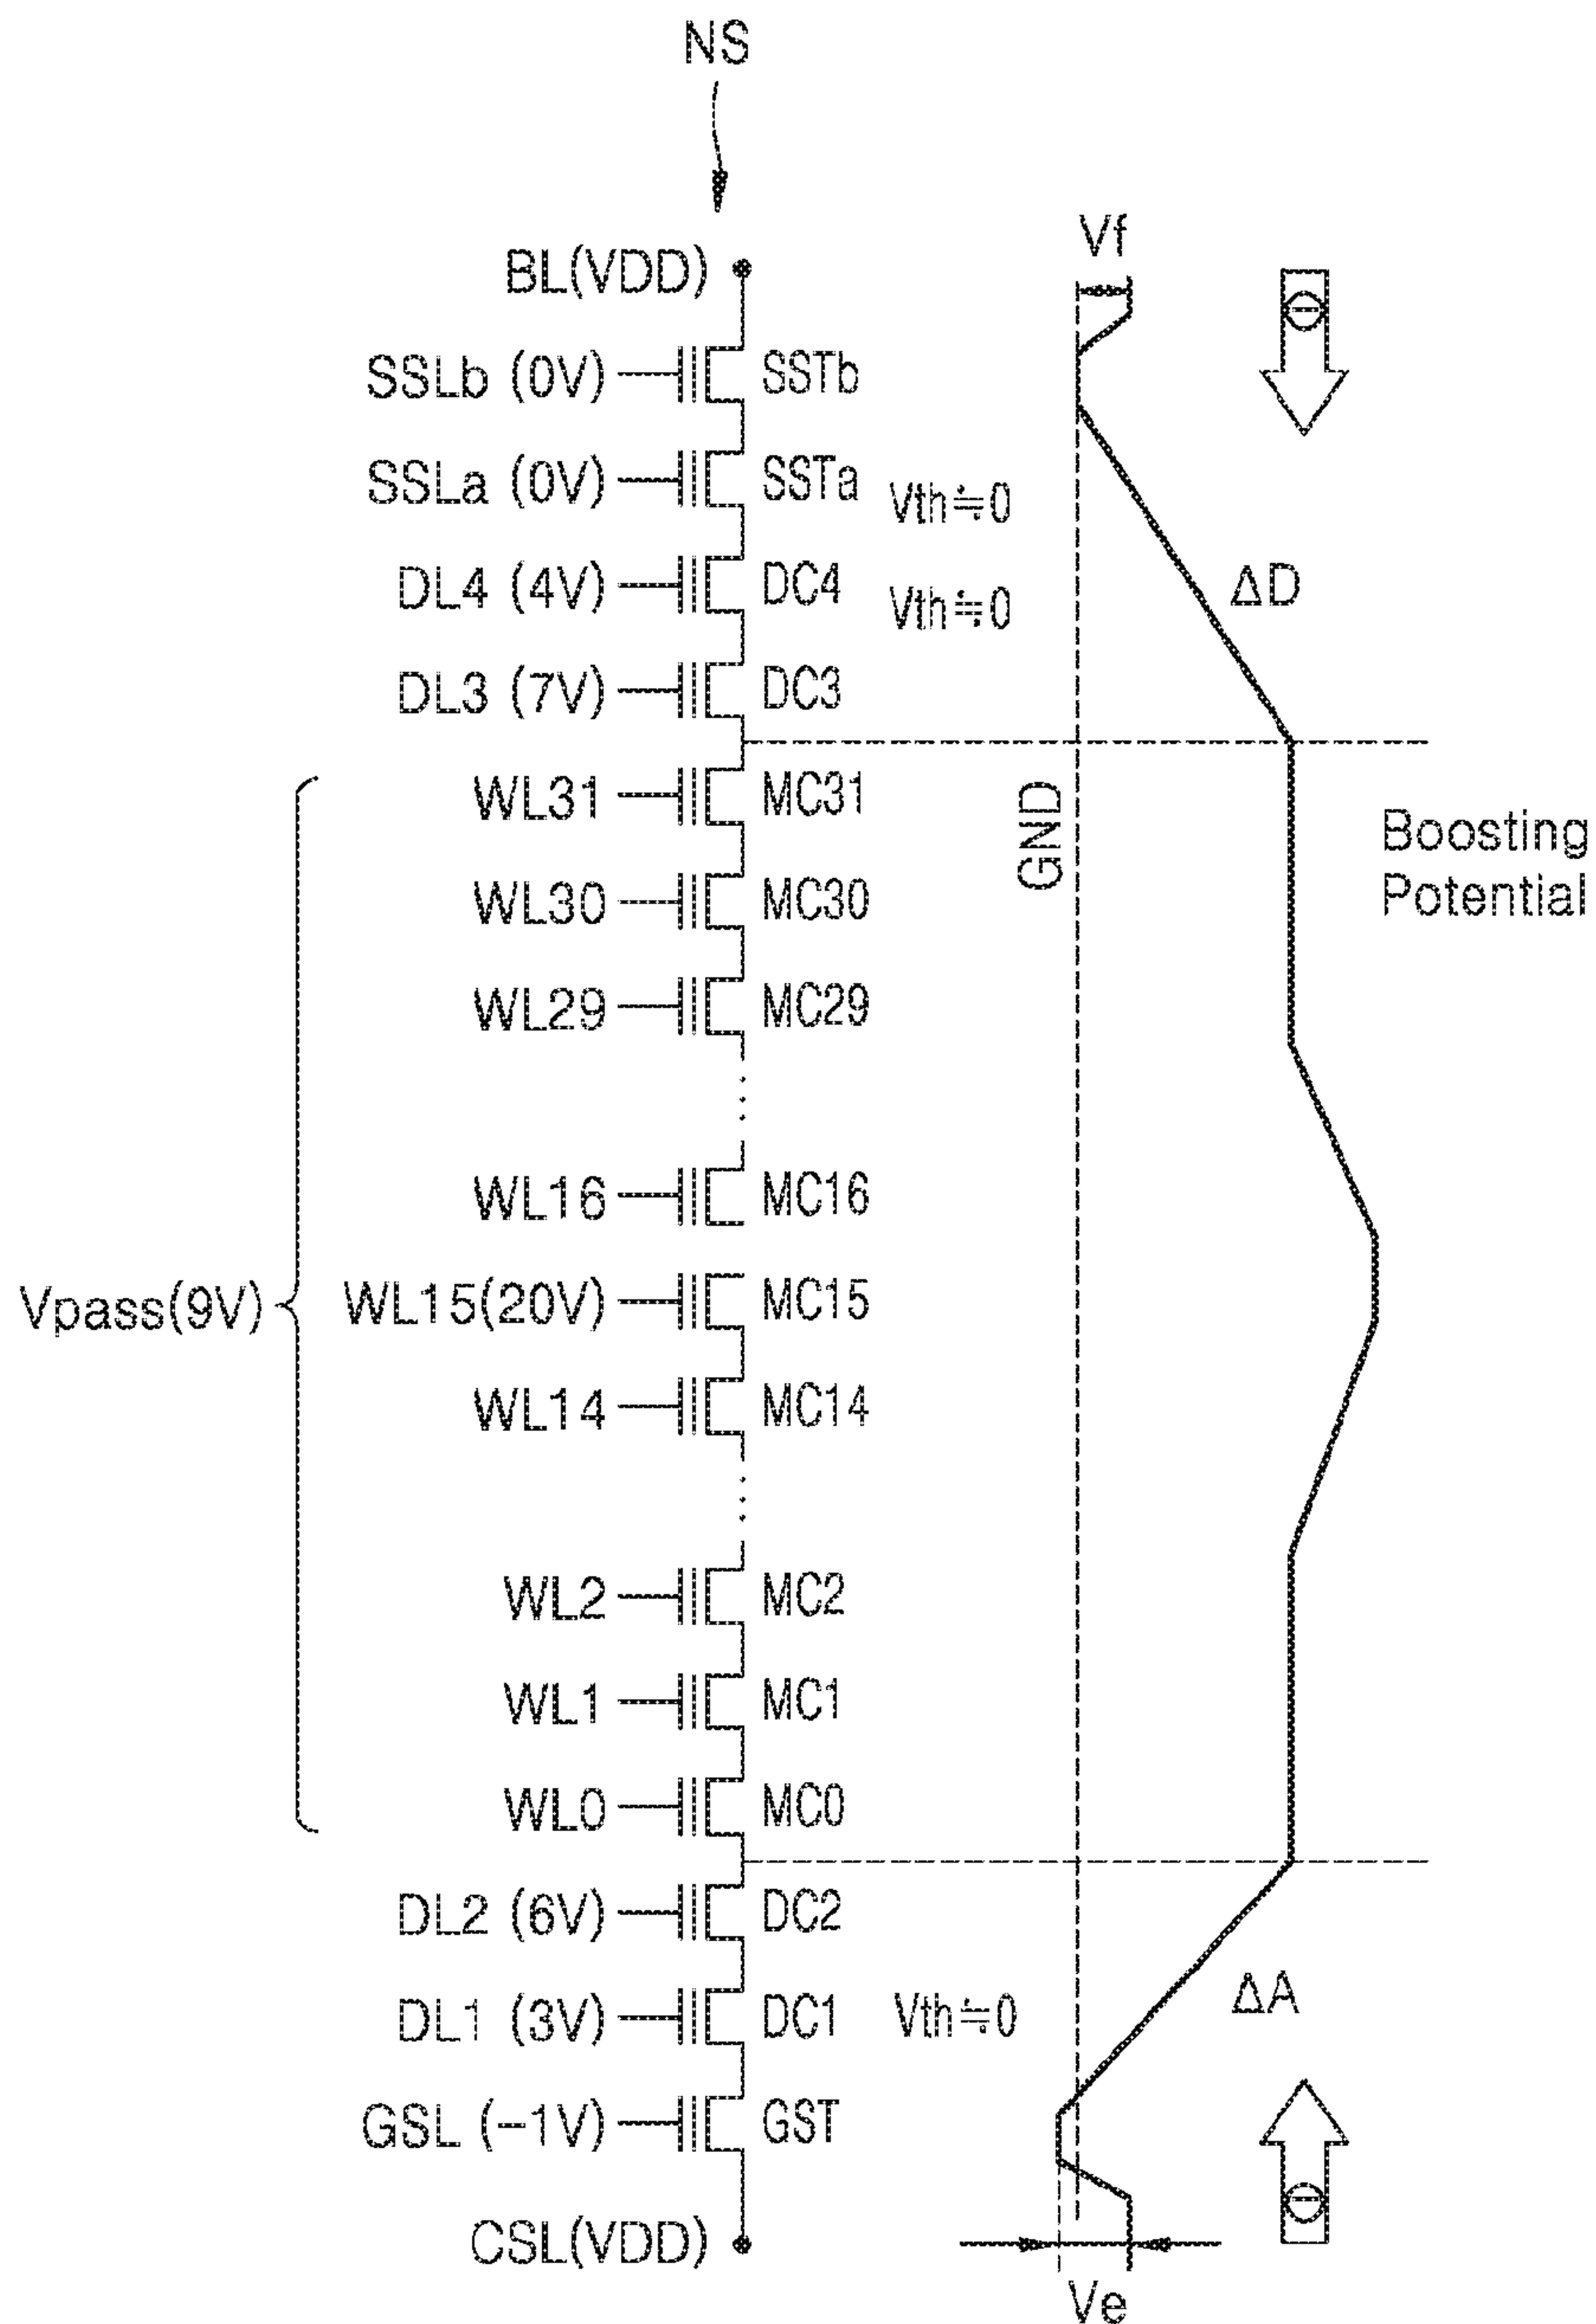 NS
Vf
BL(VDD)
SSLb (0V) SSTb
SSLa (0V) SSTa Vth≒0
DL4 (4V) DC4 Vth≒0
ΔD
DL3 (7V) DC3
WL31 MC31
GND
Boosting
Potential
WL30 MC30
WL29 MC29
WL16 MC16
Vpass(9V) WL15(20V) MC15
WL14 MC14
WL2 MC2
WL1 MC1
WL0 MC0
DL2 (6V) DC2
ΔA
DL1 (3V) DC1 Vth≒0
GSL (-1V) GST
CSL(VDD)
Ve